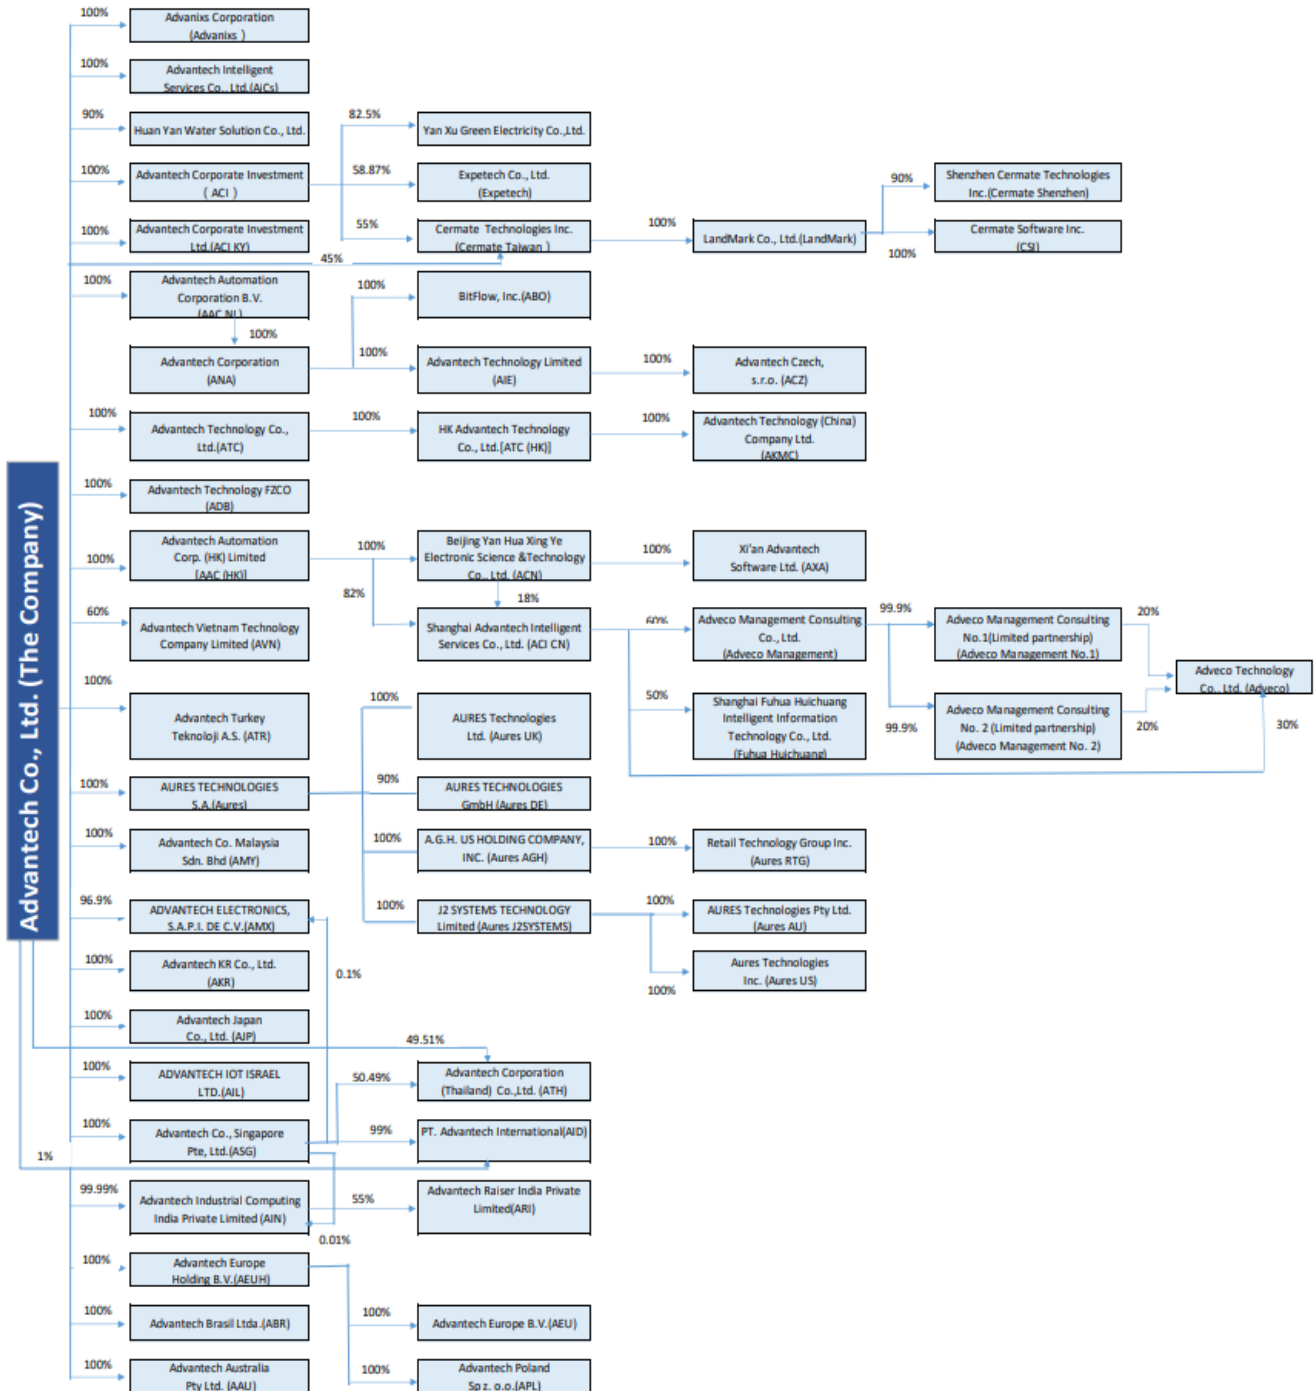 100%
Advanixs Corporation
(Advanixs )
100%
Advantech Intelligent
Services Co., Ltd.(AiCs)
90%
Huan Yan Water Solution Co., Ltd.
82.5%
Yan Xu Green Electricity Co.,Ltd.
100%
Advantech Corporate Investment
( ACI )
58.87%
Expetech Co., Ltd.
(Expetech)
90%
Shenzhen Cermate Technologies
Inc.(Cermate Shenzhen)
100%
Advantech Corporate Investment
Ltd.(ACI KY)
55%
Cermate Technologies Inc.
(Cermate Taiwan )
100%
LandMark Co., Ltd.(LandMark)
Cermate Software Inc.
(CSI)
100%
45%
100%
Advantech Automation
Corporation B.V.
(AAC NL)
100%
BitFlow, Inc.(ABO)
100%
Advantech Corporation
(ANA)
100%
Advantech Technology Limited
(AIE)
100%
Advantech Czech,
s.r.o. (ACZ)
100%
Advantech Technology Co.,
Ltd.(ATC)
100%
HK Advantech Technology
Co., Ltd.[ATC (HK)]
100%
Advantech Technology (China)
Company Ltd.
(AKMC)
100%
Advantech Technology FZCO
(ADB)
100%
Advantech Automation
Corp. (HK) Limited
[AAC (HK)]
100%
Beijing Yan Hua Xing Ye
Electronic Science &Technology
Co., Ltd. (ACN)
100%
Xi'an Advantech
Software Ltd. (AXA)
82%
18%
60%
Advantech Vietnam Technology
Company Limited (AVN)
Shanghai Advantech Intelligent
Services Co., Ltd. (ACI CN)
60%
Adveco Management Consulting
Co., Ltd.
(Adveco Management)
99.9%
Adveco Management Consulting
No.1(Limited partnership)
(Adveco Management No.1)
20%
Adveco Technology
Co., Ltd. (Adveco)
Advantech Co., Ltd. (The Company)
100%
Advantech Turkey
Teknoloji A.S. (ATR)
100%
AURES Technologies
Ltd. (Aures UK)
50%
Shanghai Fuhua Huichuang
Intelligent Information
Technology Co., Ltd.
(Fuhua Huichuang)
99.9%
Adveco Management Consulting
No. 2 (Limited partnership)
(Adveco Management No. 2)
20%
30%
100%
AURES TECHNOLOGIES
S.A.(Aures)
90%
AURES TECHNOLOGIES
GmbH (Aures DE)
100%
Advantech Co. Malaysia
Sdn. Bhd (AMY)
100%
A.G.H. US HOLDING COMPANY,
INC. (Aures AGH)
100%
Retail Technology Group Inc.
(Aures RTG)
96.9%
ADVANTECH ELECTRONICS,
S.A.P.I. DE C.V.(AMX)
100%
J2 SYSTEMS TECHNOLOGY
Limited (Aures J2SYSTEMS)
100%
AURES Technologies Pty Ltd.
(Aures AU)
100%
Advantech KR Co., Ltd.
(AKR)
0.1%
Aures Technologies
Inc. (Aures US)
100%
100%
Advantech Japan
Co., Ltd. (AJP)
49.51%
100%
ADVANTECH IOT ISRAEL
LTD.(AIL)
50.49%
Advantech Corporation
(Thailand) Co.,Ltd. (ATH)
100%
Advantech Co., Singapore
Pte, Ltd.(ASG)
99%
PT. Advantech International(AID)
1%
99.99%
Advantech Industrial Computing
India Private Limited (AIN)
55%
Advantech Raiser India Private
Limited(ARI)
0.01%
100%
Advantech Europe
Holding B.V.(AEUH)
100%
Advantech Brasil Ltda.(ABR)
100%
Advantech Europe B.V.(AEU)
100%
Advantech Australia
Pty Ltd. (AAU)
100%
Advantech Poland
Sp z. o.o.(APL)